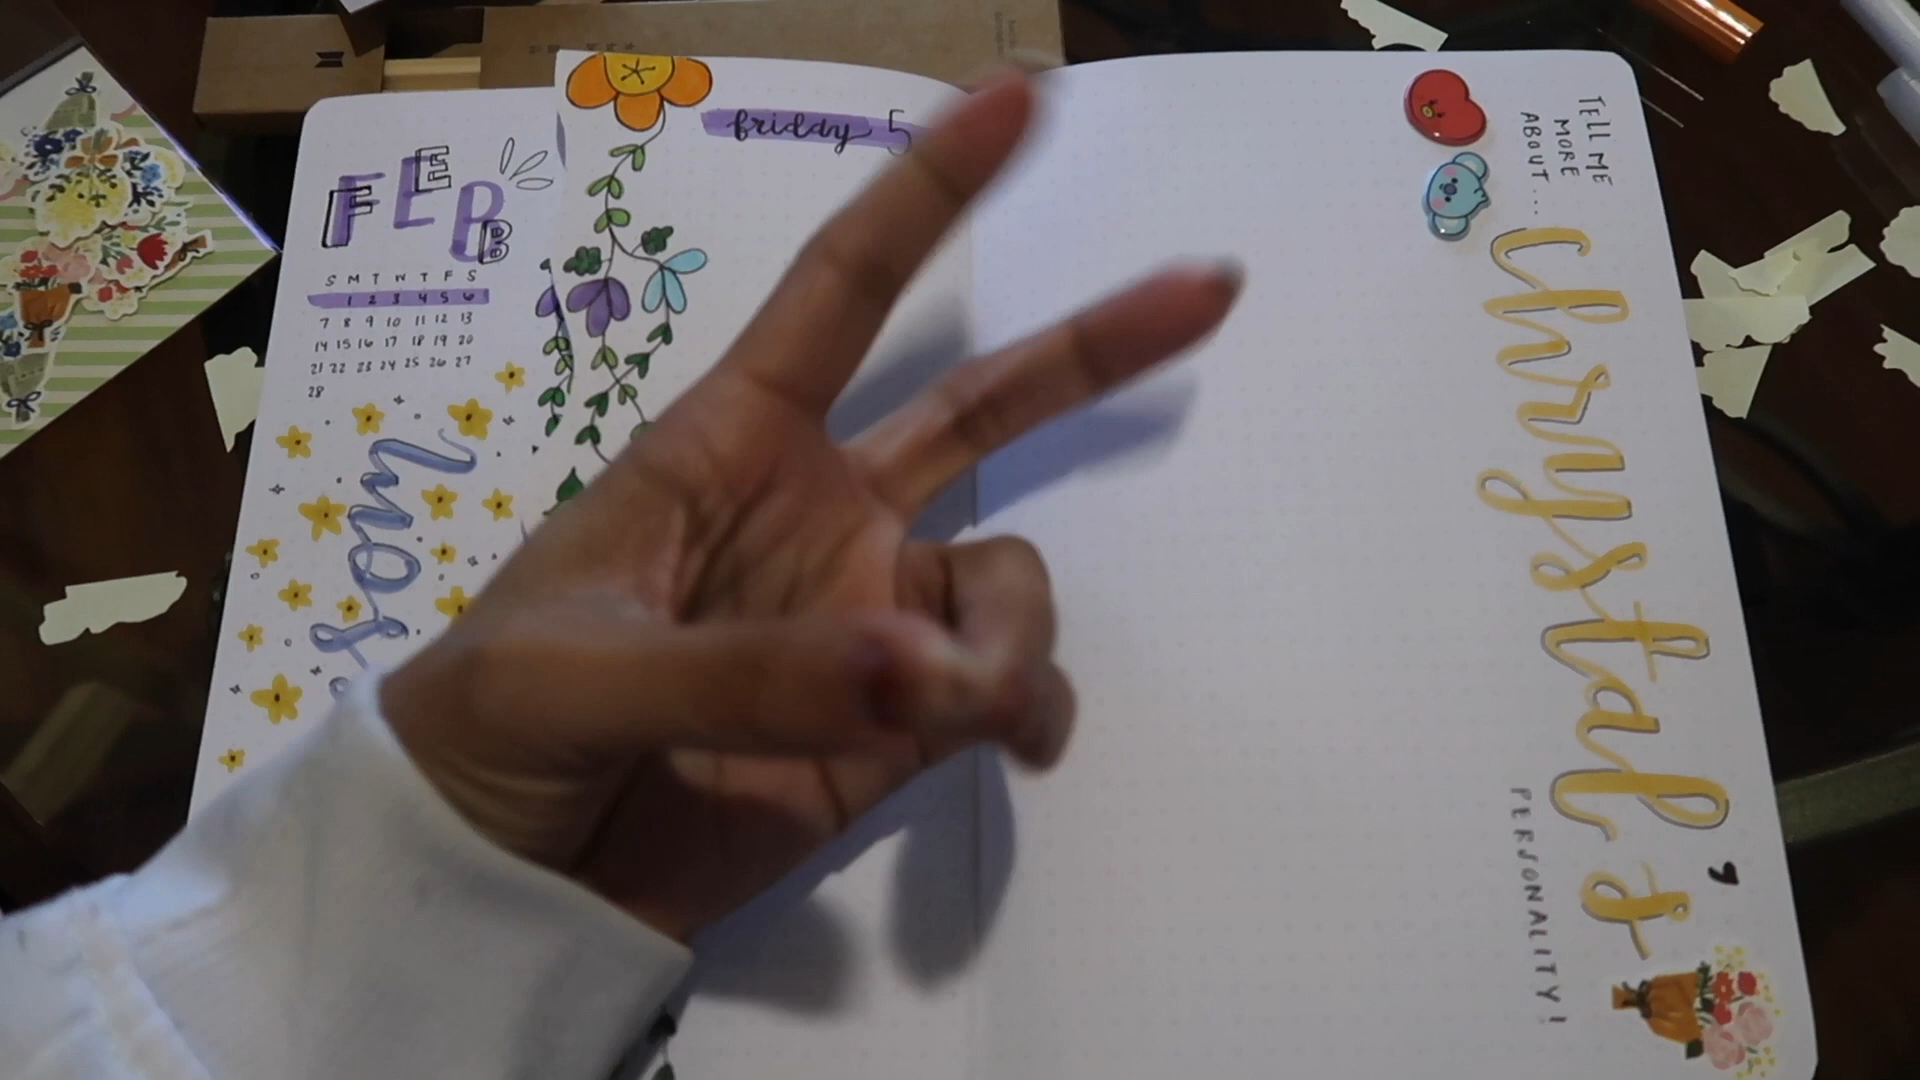 FEB
S M T W T F S
1 2 3 4 5 6
7 8 9 10 11 12 13
14 15 16 17 18 19 20
21 22 23 24 25 26 27
28
friday 5
TELL ME
MORE
ABOUT...
Chrystal's
PERSONALITY!